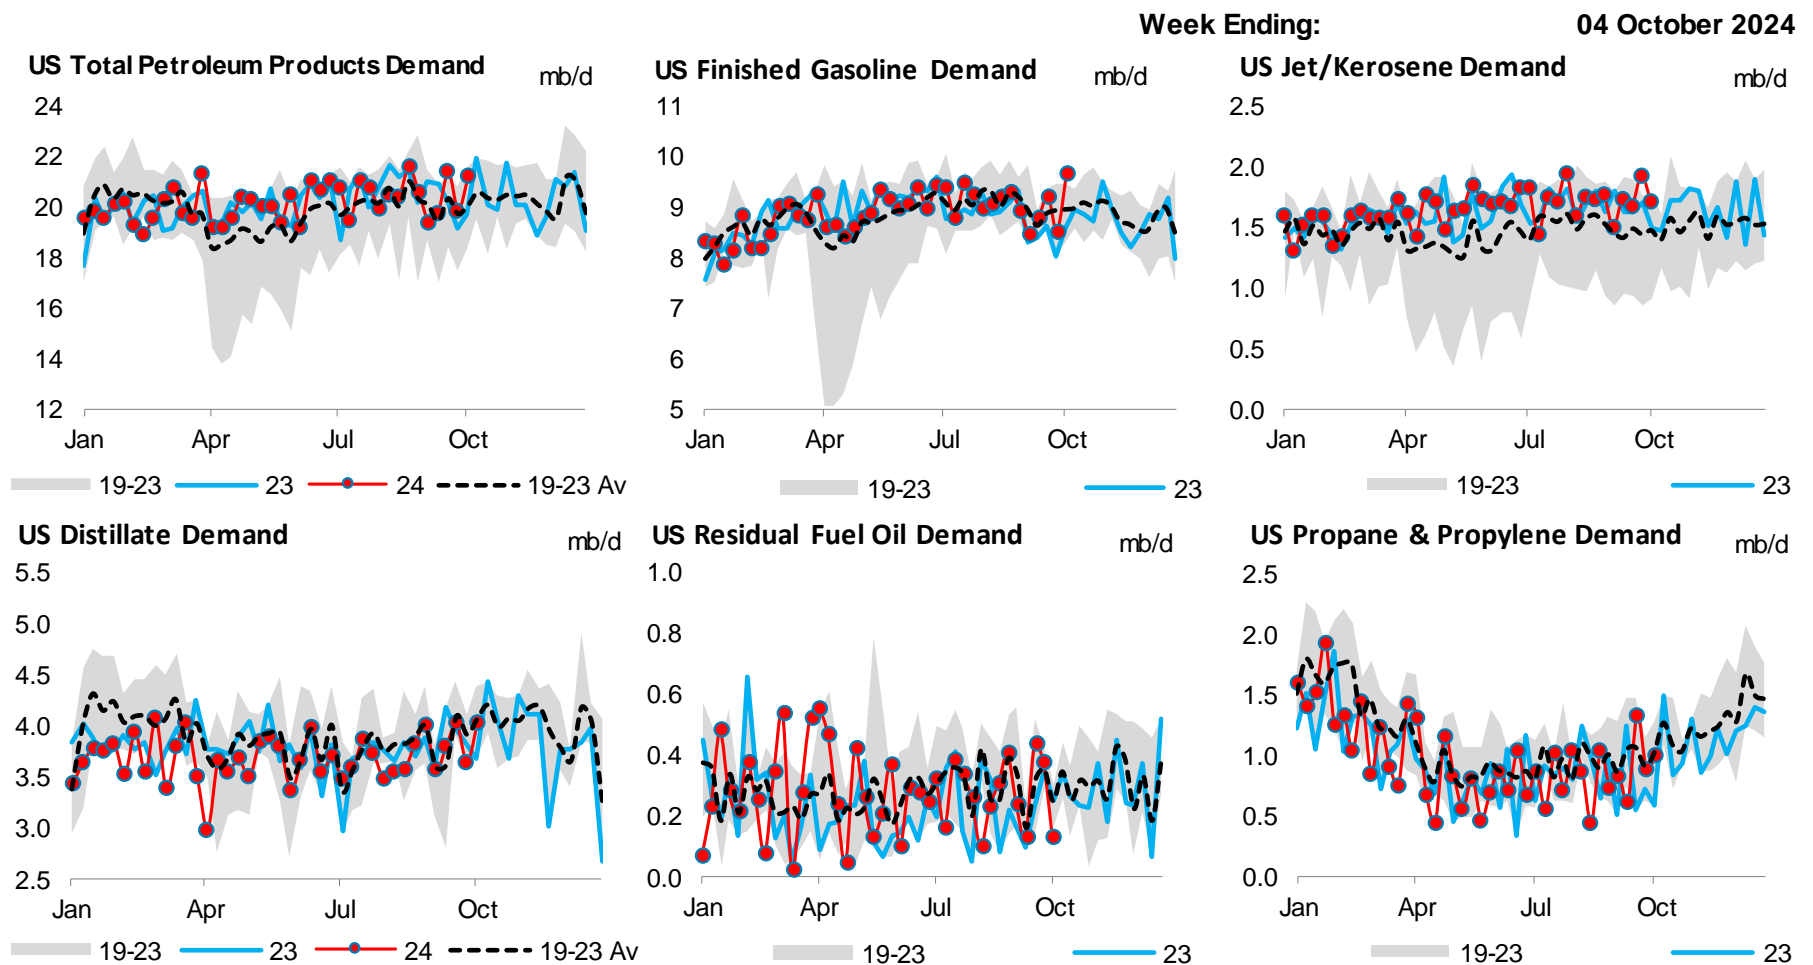 Week Ending: 04 October 2024
US Total Petroleum Products Demand
mb/d
24
22
20
18
16
14
12
Jan Apr Jul Oct
19-23 23 24 19-23 Av
US Finished Gasoline Demand
mb/d
11
10
9
8
7
6
5
Jan Apr Jul Oct
19-23 23
US Jet/Kerosene Demand
mb/d
2.5
2.0
1.5
1.0
0.5
0.0
Jan Apr Jul Oct
19-23 23
US Distillate Demand
mb/d
5.5
5.0
4.5
4.0
3.5
3.0
2.5
Jan Apr Jul Oct
19-23 23 24 19-23 Av
US Residual Fuel Oil Demand
mb/d
1.0
0.8
0.6
0.4
0.2
0.0
Jan Apr Jul Oct
19-23 23
US Propane & Propylene Demand
mb/d
2.5
2.0
1.5
1.0
0.5
0.0
Jan Apr Jul Oct
19-23 23